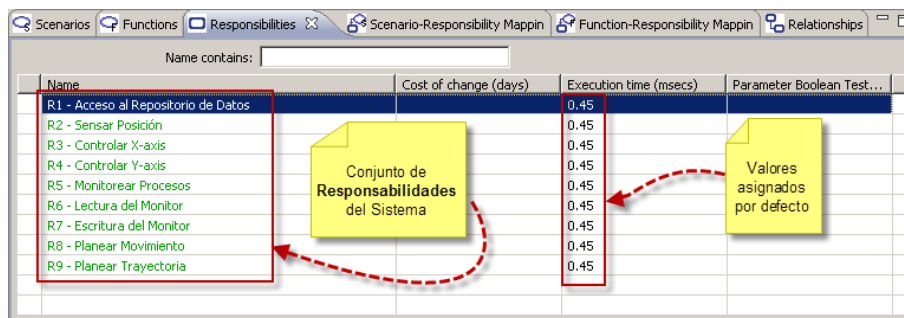 Scenarios Functions Responsibilities Scenario-Responsibility Mappin Function-Responsibility Mappin Relationships
Name contains:
Name Cost of change (days) Execution time (msecs) Parameter Boolean Test...
R1 - Acceso al Repositorio de Datos 0.45
R2 - Sensar Posición 0.45
R3 - Controlar X-axis 0.45
R4 - Controlar Y-axis 0.45
R5 - Monitorear Procesos 0.45
R6 - Lectura del Monitor 0.45
R7 - Escritura del Monitor 0.45
R8 - Planear Movimiento 0.45
R9 - Planear Trayectoria 0.45
Conjunto de
Responsabilidades
del Sistema
Valores
asignados
por defecto